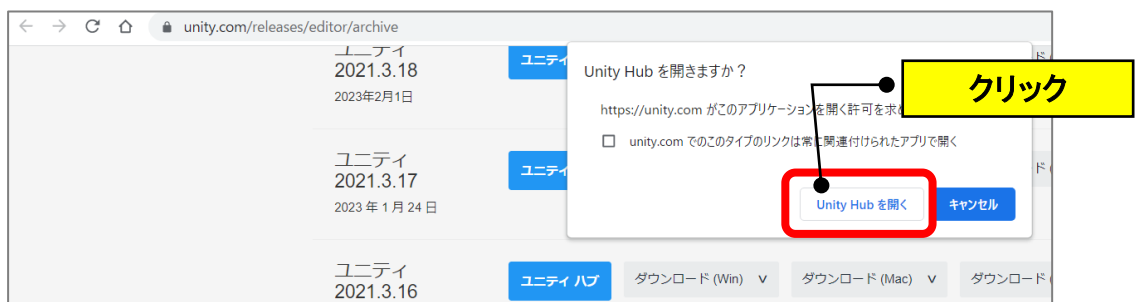 unity.com/releases/editor/archive
ユニティ
2021.3.18
2023年2月1日
ユニティ
Unity Hub を開きますか？
https://unity.com がこのアプリケーションを開く許可を求め
unity.com でのこのタイプのリンクは常に関連付けられたアプリで開く
Unity Hub を開く
キャンセル
クリック
ユニティ
2021.3.17
2023 年 1 月 24 日
ユニティ
ユニティ
2021.3.16
ユニティ ハブ
ダウンロード (Win) ∨
ダウンロード (Mac) ∨
ダウンロード (